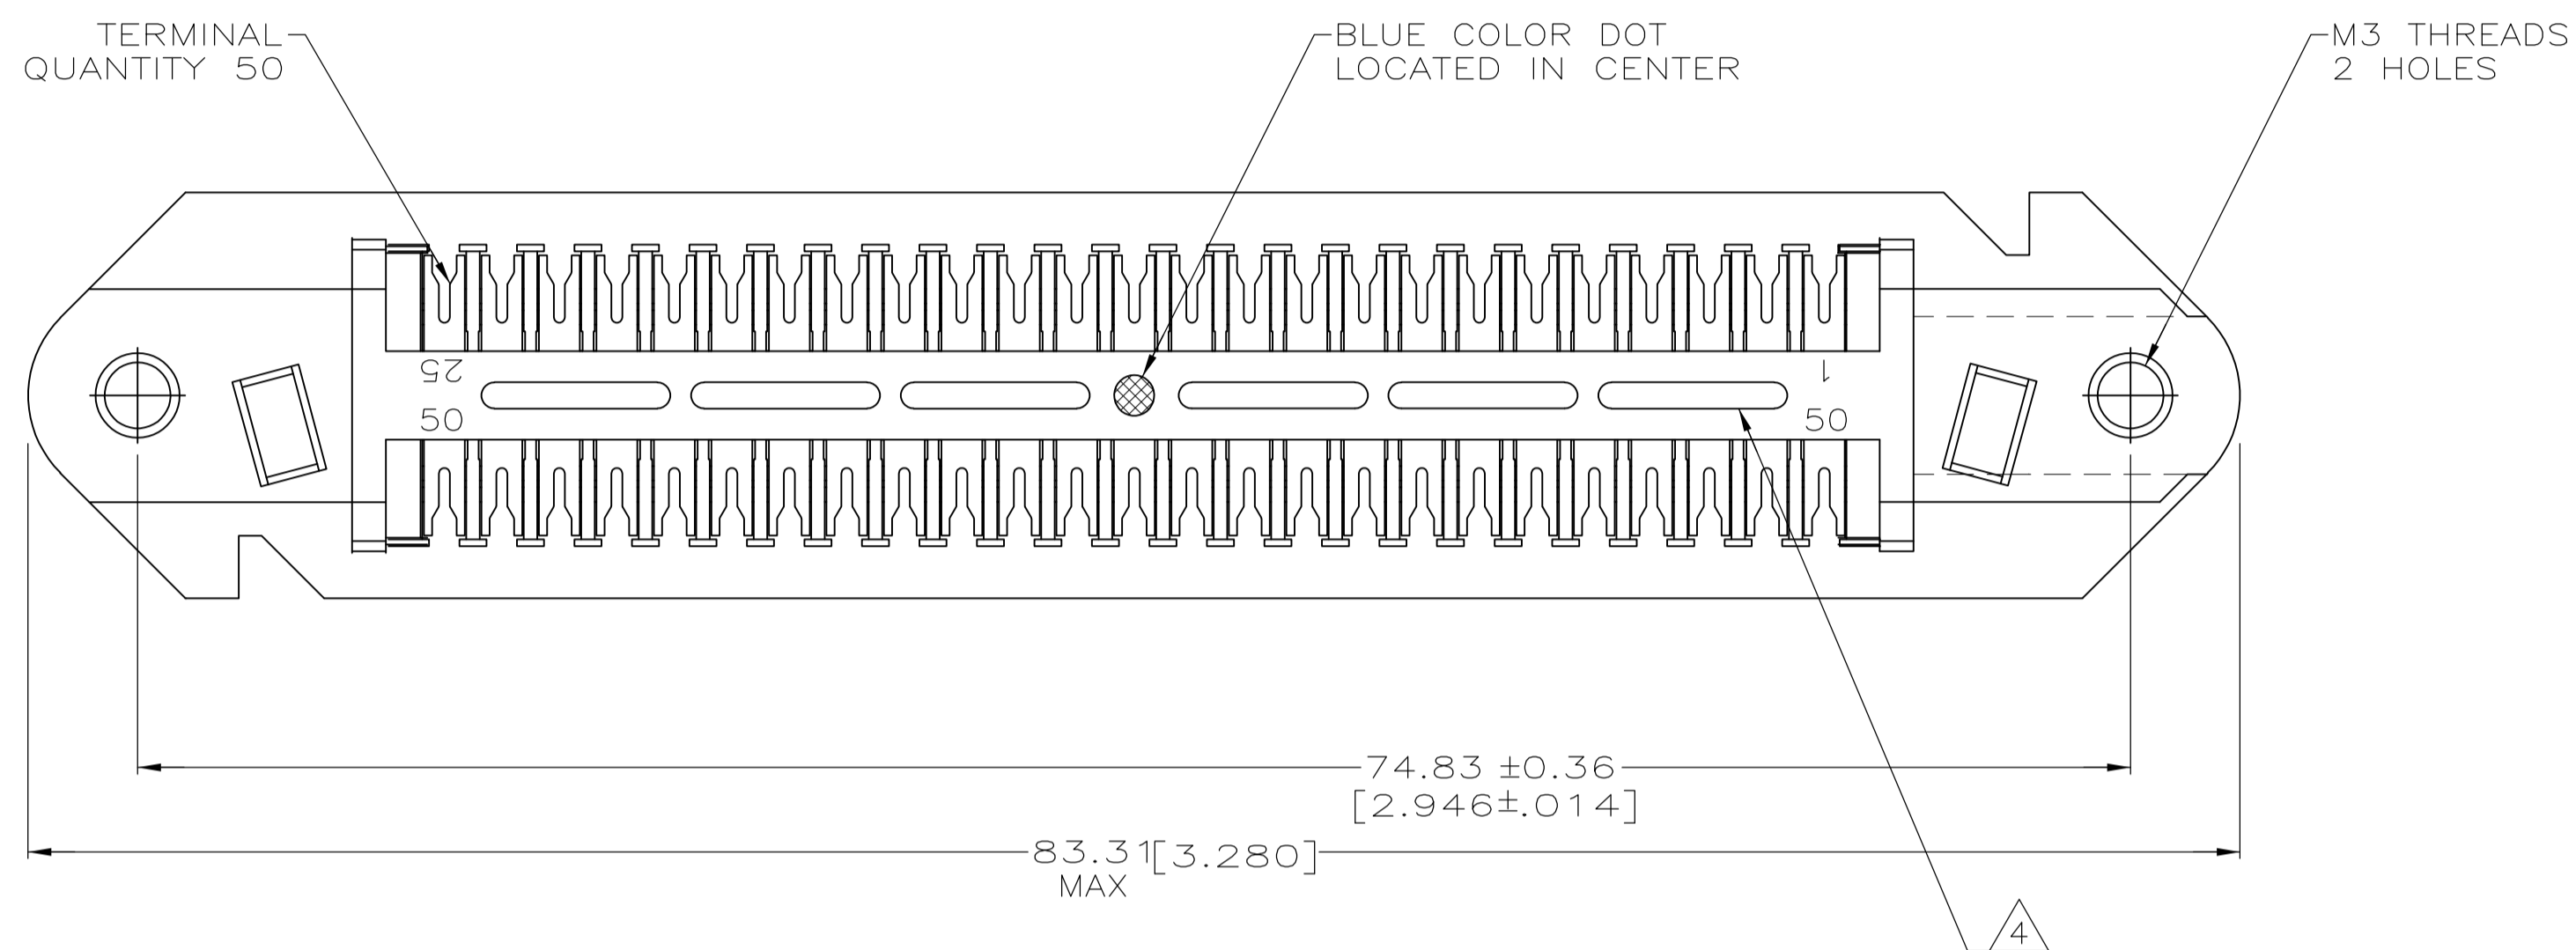 TERMINAL
QUANTITY 50
BLUE COLOR DOT
LOCATED IN CENTER
M3 THREADS
2 HOLES
25
1
50
50
74.83 ±0.36
[2.946±.014]
83.31[3.280]
MAX
4